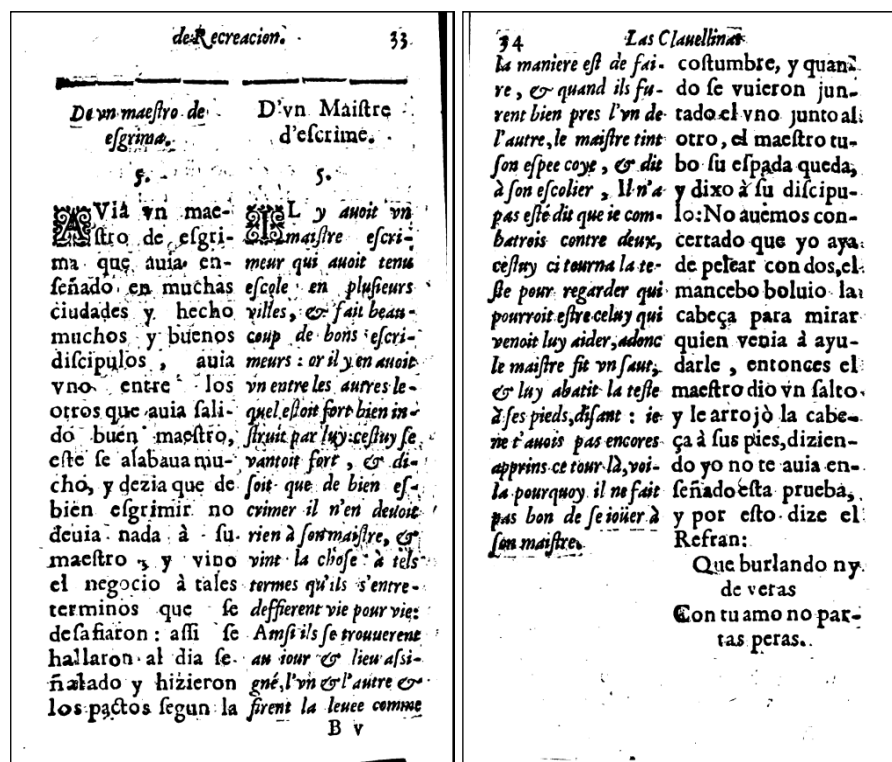 de Recreacion. 33
De vn maeſtro de
eſgrima.
5.
AVia vn mae-
ſtro de eſgri-
ma que auia en-
ſeñado en muchas
ciudades y hecho
muchos y buenos
diſcipulos , auia
vno entre los
otros que auia ſali-
do buen maeſtro,
eſte ſe alabaua mu-
cho, y dezia que de
bien eſgrimir no
deuia nada à ſu
maeſtro , y vino
el negocio à tales
terminos que ſe
deſafiaron : aſſi ſe
hallaron al dia ſe-
ñalado y hizieron
los pactos ſegun la
D'vn Maiſtre
d'eſcrime.
5.
IL y auoit vn
maiſtre eſcri-
meur qui auoit tenu
eſcole en pluſieurs
villes, & fait beau-
coup de bons eſcri-
meurs : or il y en auoit
vn entre les autres le-
quel eſtoit fort bien in-
ſtruit par luy: ceſtuy ſe
vantoit fort , & di-
ſoit que de bien eſ-
crimer il n'en deuoit
rien à ſon maiſtre, &
vint la choſe à tels
termes qu'ils s'entre-
deffierent vie pour vie:
Ainſi ils ſe trouuerent
au iour & lieu aſsi-
gné, l'vn & l'autre &
firent la leuee comme
B v
34 Las Clauellinas
la maniere eſt de fai-
re, & quand ils fu-
rent bien pres l'vn de
l'autre, le maiſtre tint
ſon eſpee coye, & dit
à ſon eſcolier , Il n'a
pas eſté dit que ie com-
batrois contre deux,
ceſtuy ci tourna la te-
ſte pour regarder qui
pourroit eſtre celuy qui
venoit luy aider, adonc
le maiſtre fit vn ſaut,
& luy abatit la teſte
à ſes pieds, diſant : ie
ne t'auois pas encores
apprins ce tour là, voi-
la pourquoy il ne fait
pas bon de ſe ioüer à
ſon maiſtre.
coſtumbre, y quan-
do ſe vuieron jun-
tado el vno junto al
otro, el maeſtro tu-
bo ſu eſpada queda,
y dixo à ſu diſcipu-
lo: No auemos con-
certado que yo aya
de pelear con dos, el
mancebo boluio la
cabeça para mirar
quien venia à ayu-
darle , entonces el
maeſtro dio vn ſalto
y le arrojò la cabe-
ça à ſus pies, dizien-
do yo no te auia en-
ſeñado eſta prueba,
y por eſto dize el
Refran:
Que burlando ny
de veras
Con tu amo no par-
tas peras.